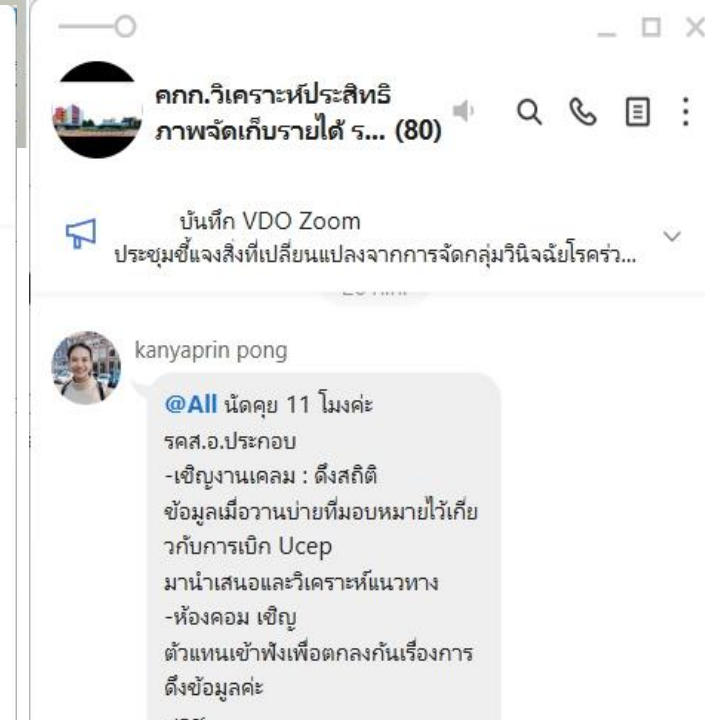 คกก.วิเคราะห์ประสิทธิ
ภาพจัดเก็บรายได้ ร... (80)
บันทึก VDO Zoom
ประชุมชี้แจงสิ่งที่เปลี่ยนแปลงจากการจัดกลุ่มวินิจฉัยโรคร่ว...
kanyaprin pong
@All นัดคุย 11 โมงค่ะ
รคส.อ.ประกอบ
-เชิญงานเคลม : ดึงสถิติ
ข้อมูลเมื่อวานบ่ายที่มอบหมายไว้เกี่ย
วกับการเบิก Ucep
มานำเสนอและวิเคราะห์แนวทาง
-ห้องคอม เชิญ
ตัวแทนเข้าฟังเพื่อตกลงกันเรื่องการ
ดึงข้อมูลค่ะ